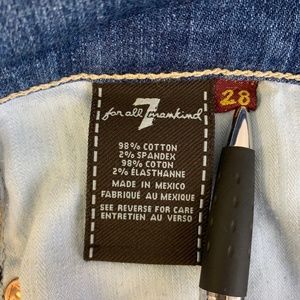 28
7
for all mankind
98% COTTON
2% SPANDEX
98% COTON
2% ÉLASTHANNE
MADE IN MEXICO
FABRIQUÉ AU MEXIQUE
SEE REVERSE FOR CARE
ENTRETIEN AU VERSO